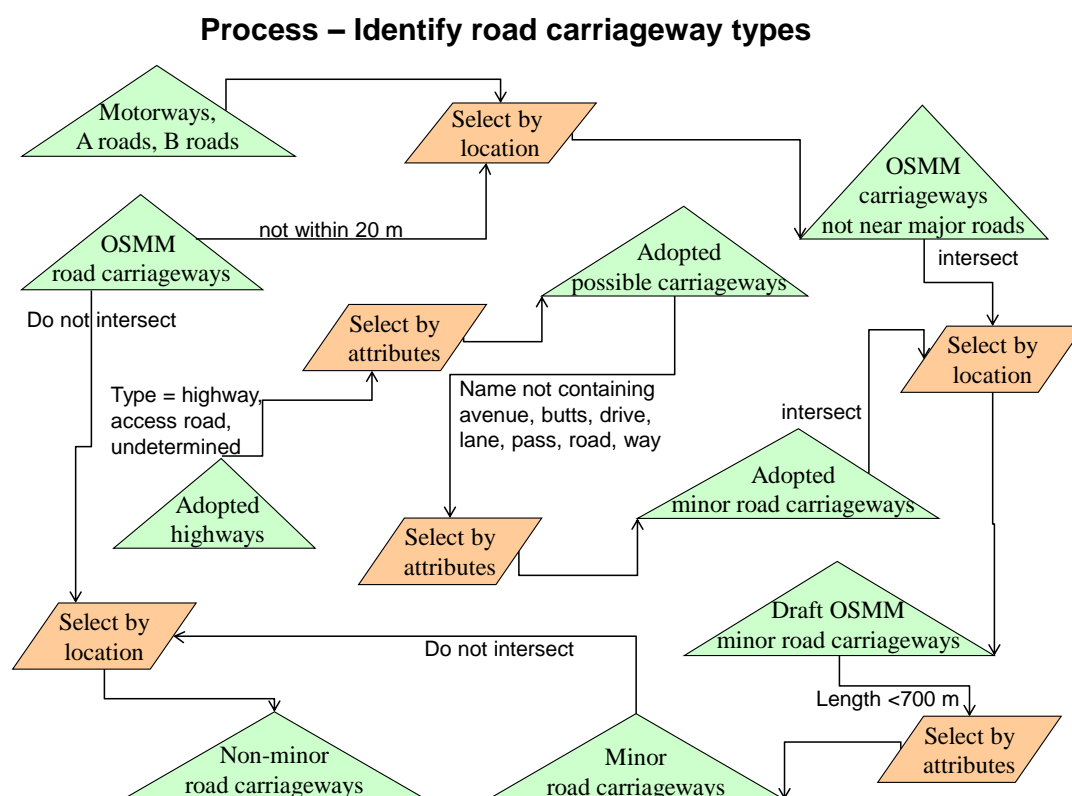 Process – Identify road carriageway types
Motorways,
A roads, B roads
Select by
location
OSMM
carriageways
not near major roads
OSMM
road carriageways
not within 20 m
Adopted
possible carriageways
intersect
Do not intersect
Select by
attributes
Select by
location
Type = highway,
access road,
undetermined
Name not containing
avenue, butts, drive,
lane, pass, road, way
intersect
Adopted
highways
Adopted
minor road carriageways
Select by
attributes
Select by
location
Do not intersect
Draft OSMM
minor road carriageways
Length <700 m
Select by
attributes
Non-minor
road carriageways
Minor
road carriageways